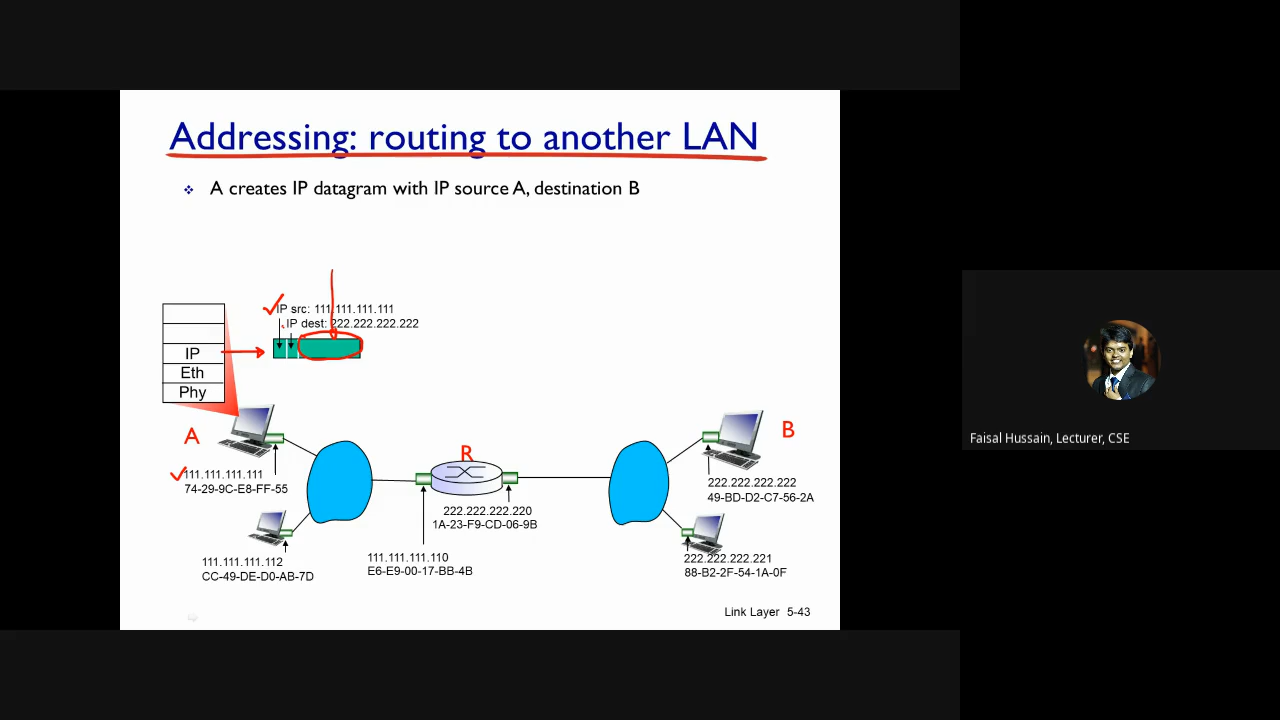 Addressing: routing to another LAN
❖ A creates IP datagram with IP source A, destination B
IP src: 111.111.111.111
IP dest: 222.222.222.222
IP
Eth
Phy
A
R
B
111.111.111.111
74-29-9C-E8-FF-55
222.222.222.222
49-BD-D2-C7-56-2A
222.222.222.220
1A-23-F9-CD-06-9B
111.111.111.112
CC-49-DE-D0-AB-7D
111.111.111.110
E6-E9-00-17-BB-4B
222.222.222.221
88-B2-2F-54-1A-0F
Link Layer 5-43
Faisal Hussain, Lecturer, CSE